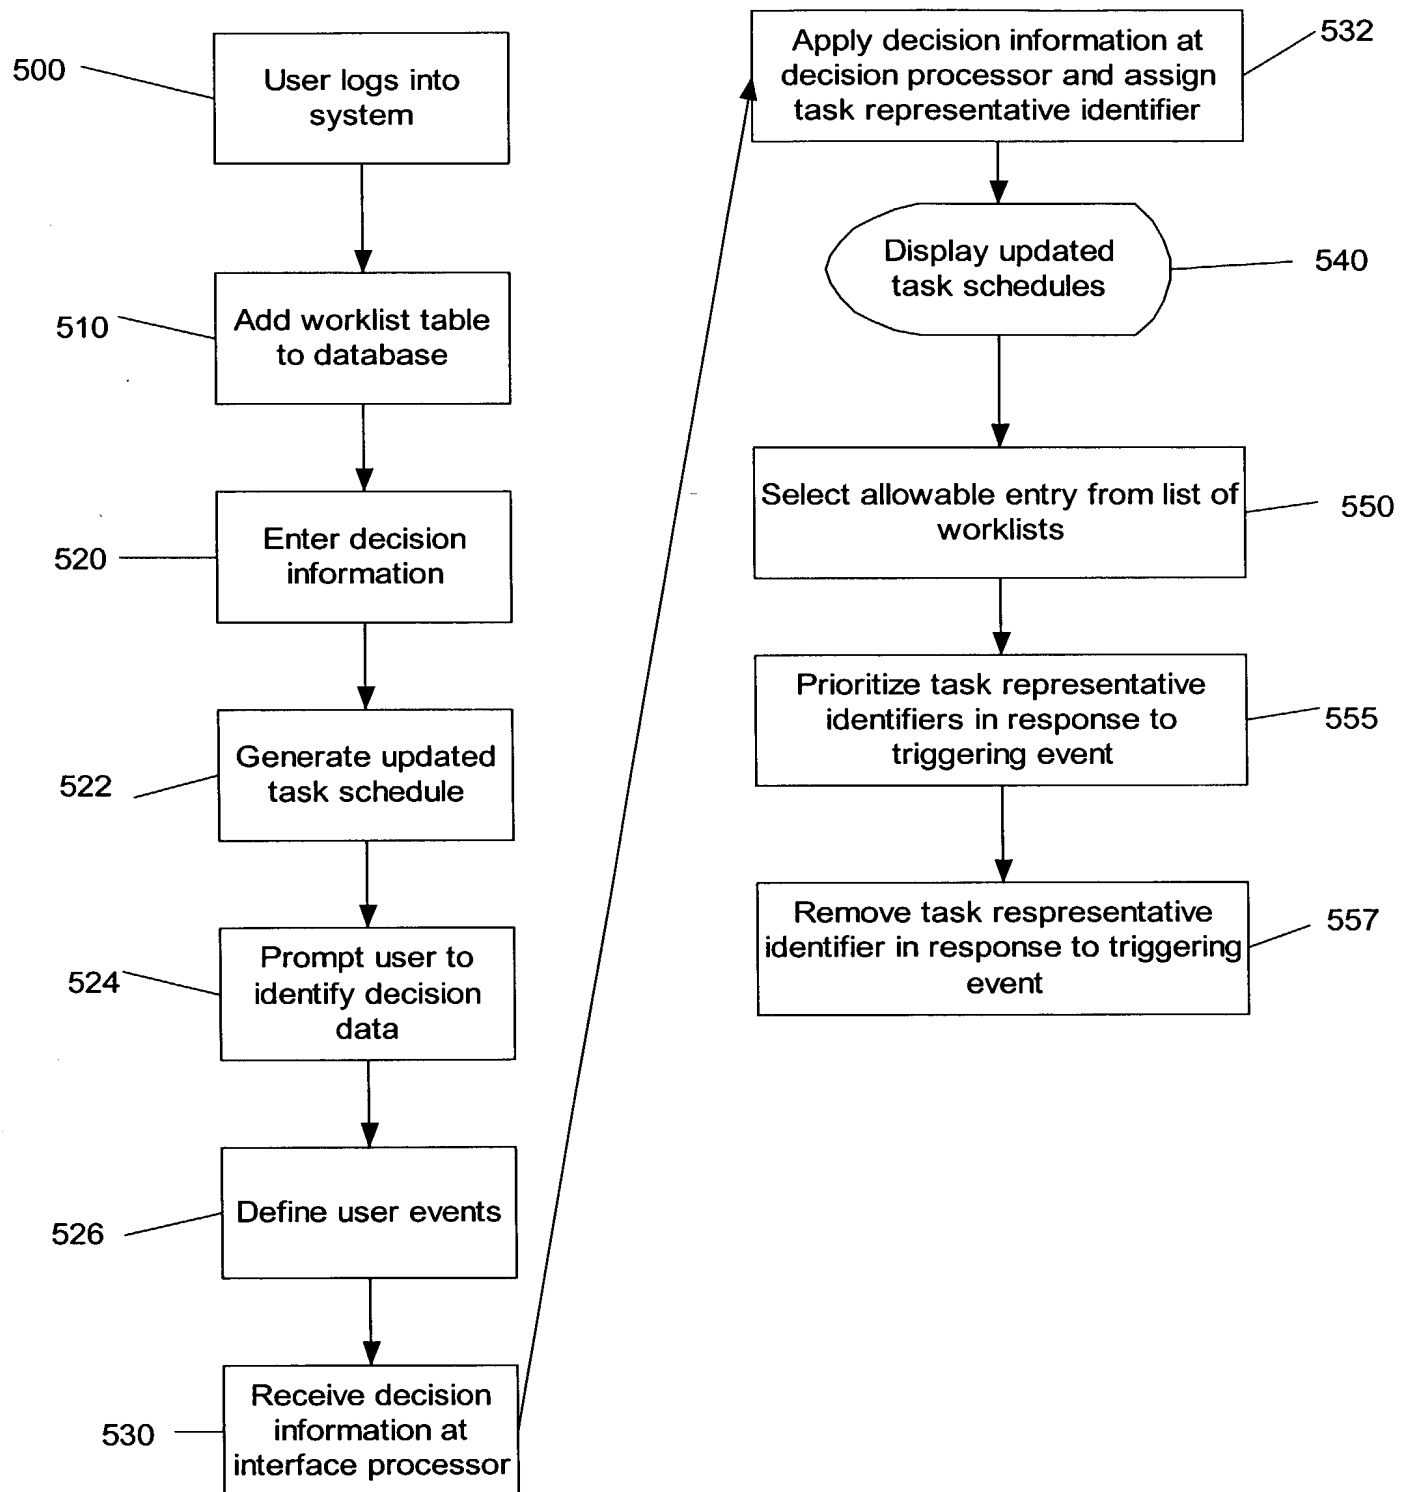 500
User logs into
system
510
Add worklist table
to database
520
Enter decision
information
522
Generate updated
task schedule
524
Prompt user to
identify decision
data
526
Define user events
530
Receive decision
information at
interface processor
Apply decision information at
decision processor and assign
task representative identifier
532
Display updated
task schedules
540
Select allowable entry from list of
worklists
550
Prioritize task representative
identifiers in response to
triggering event
555
Remove task respresentative
identifier in response to triggering
event
557